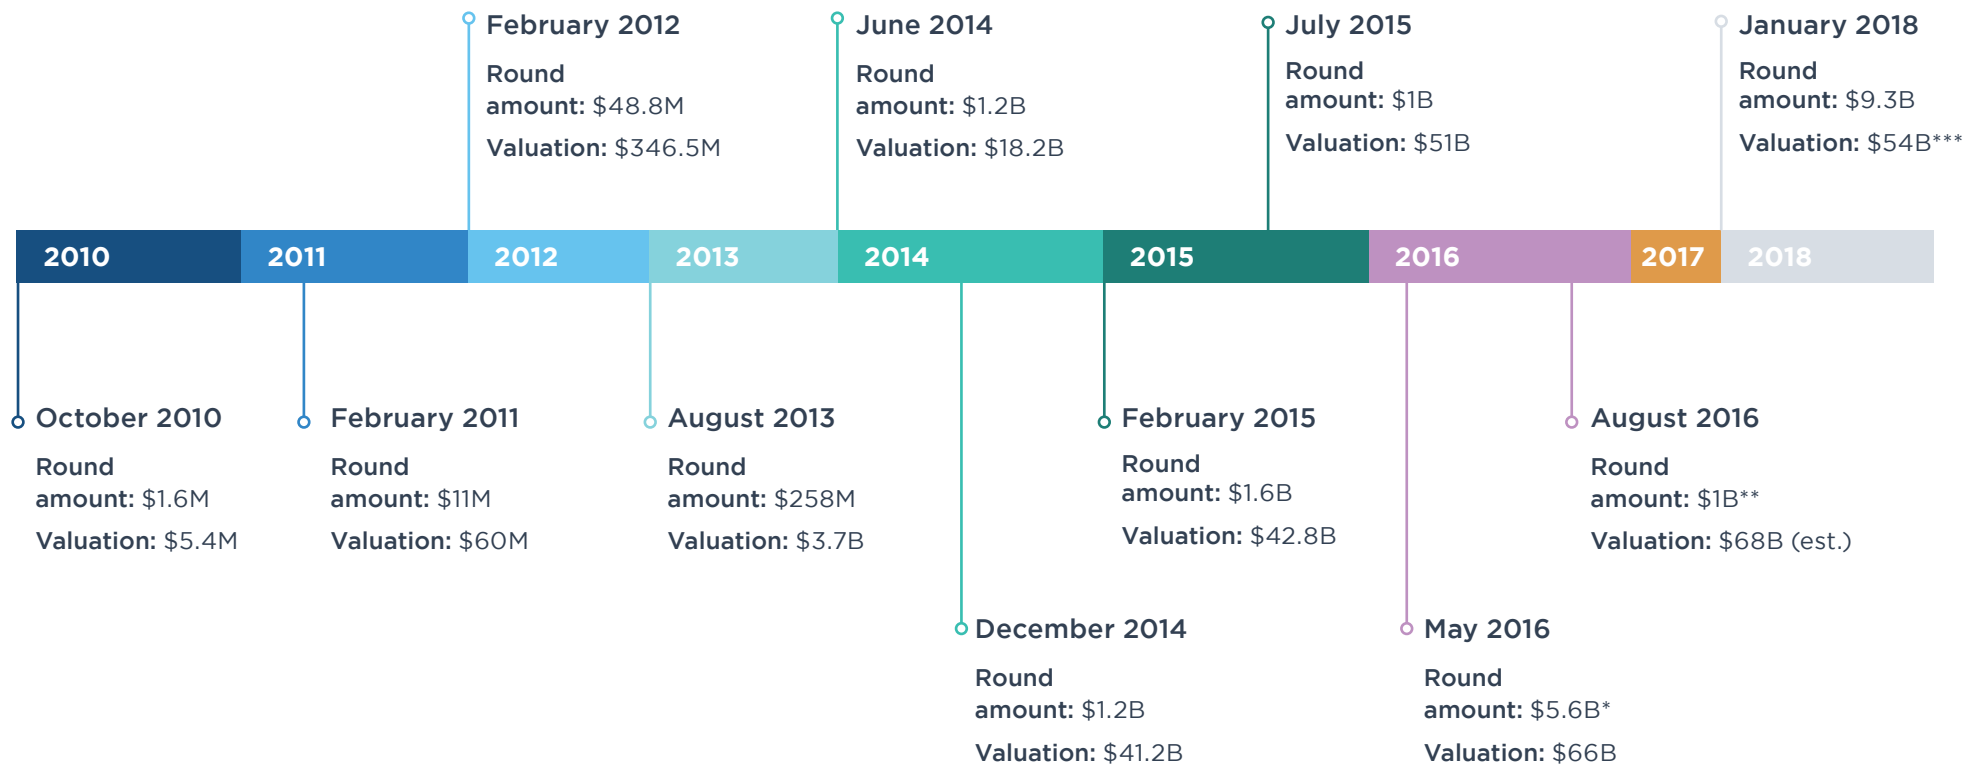 February 2012
Round
amount: $48.8M
Valuation: $346.5M
June 2014
Round
amount: $1.2B
Valuation: $18.2B
July 2015
Round
amount: $1B
Valuation: $51B
January 2018
Round
amount: $9.3B
Valuation: $54B***
2010
2011
2012
2013
2014
2015
2016
2017
2018
October 2010
Round
amount: $1.6M
Valuation: $5.4M
February 2011
Round
amount: $11M
Valuation: $60M
August 2013
Round
amount: $258M
Valuation: $3.7B
February 2015
Round
amount: $1.6B
Valuation: $42.8B
August 2016
Round
amount: $1B**
Valuation: $68B (est.)
December 2014
Round
amount: $1.2B
Valuation: $41.2B
May 2016
Round
amount: $5.6B*
Valuation: $66B